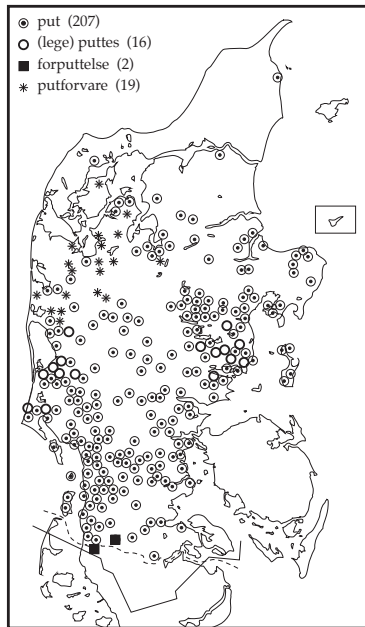 put (207)
(lege) puttes (16)
forputtelse (2)
putforvare (19)